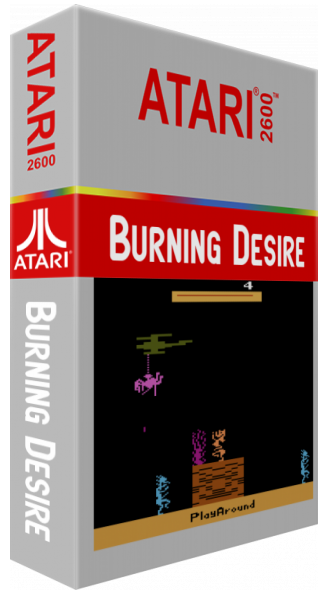 ATARI® 2600™
BURNING DESIRE
4
PlayAround
ATARI 2600
ATARI®
BURNING DESIRE